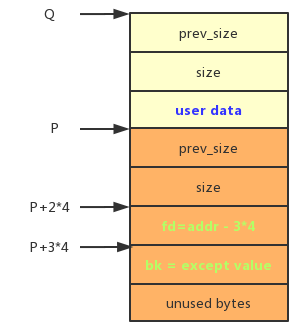 Q
prev_size
size
user data
P
prev_size
size
P+2*4
fd=addr - 3*4
P+3*4
bk = except value
unused bytes